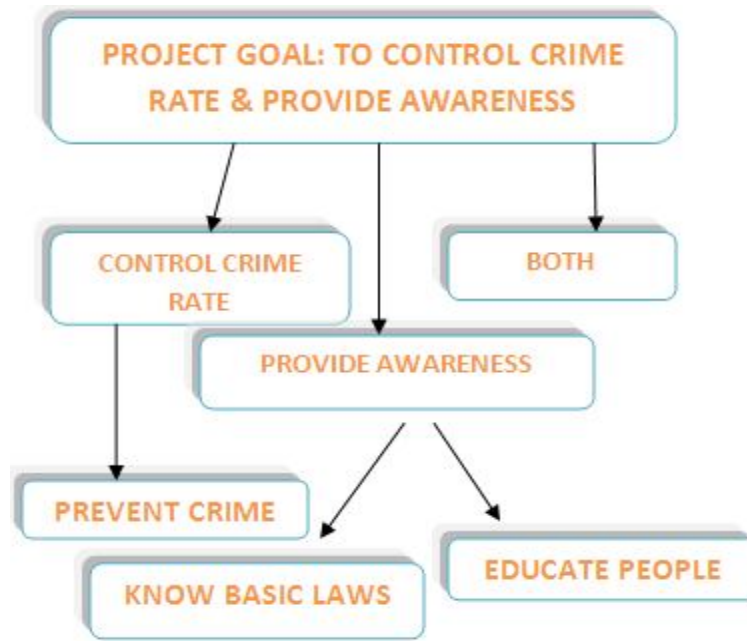 PROJECT GOAL: TO CONTROL CRIME
RATE & PROVIDE AWARENESS
CONTROL CRIME
RATE
BOTH
PROVIDE AWARENESS
PREVENT CRIME
KNOW BASIC LAWS
EDUCATE PEOPLE